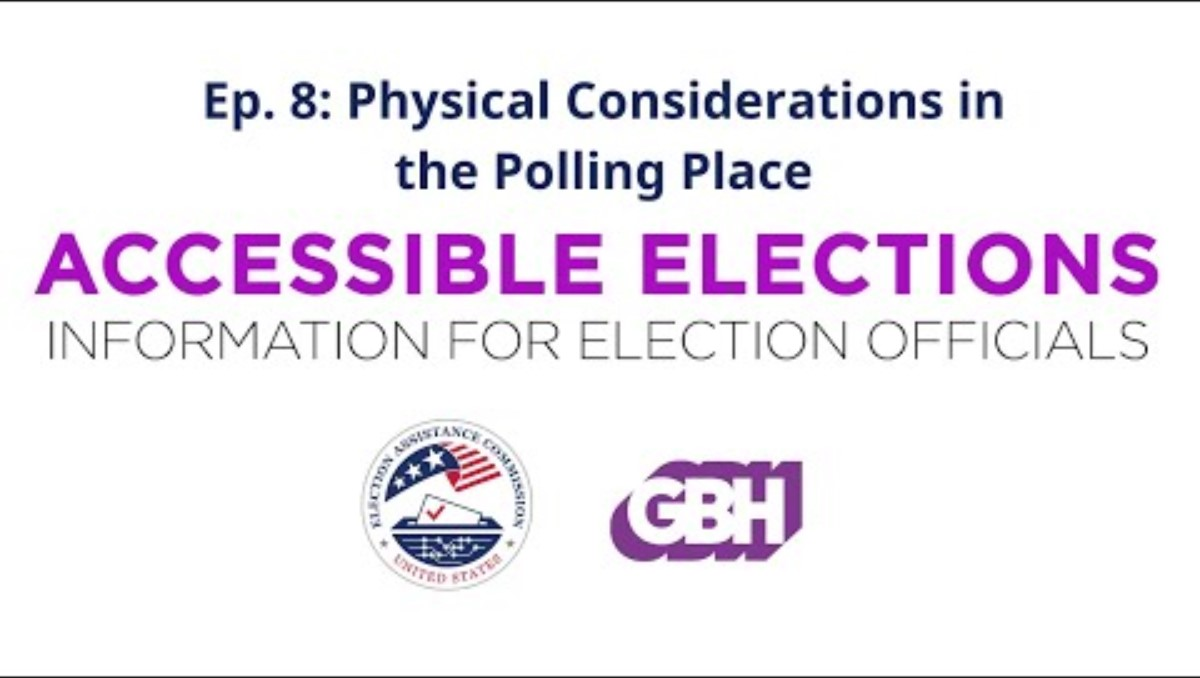 Ep. 8: Physical Considerations in
the Polling Place
ACCESSIBLE ELECTIONS
INFORMATION FOR ELECTION OFFICIALS
ELECTION ASSISTANCE COMMISSION
UNITED STATES
GBH